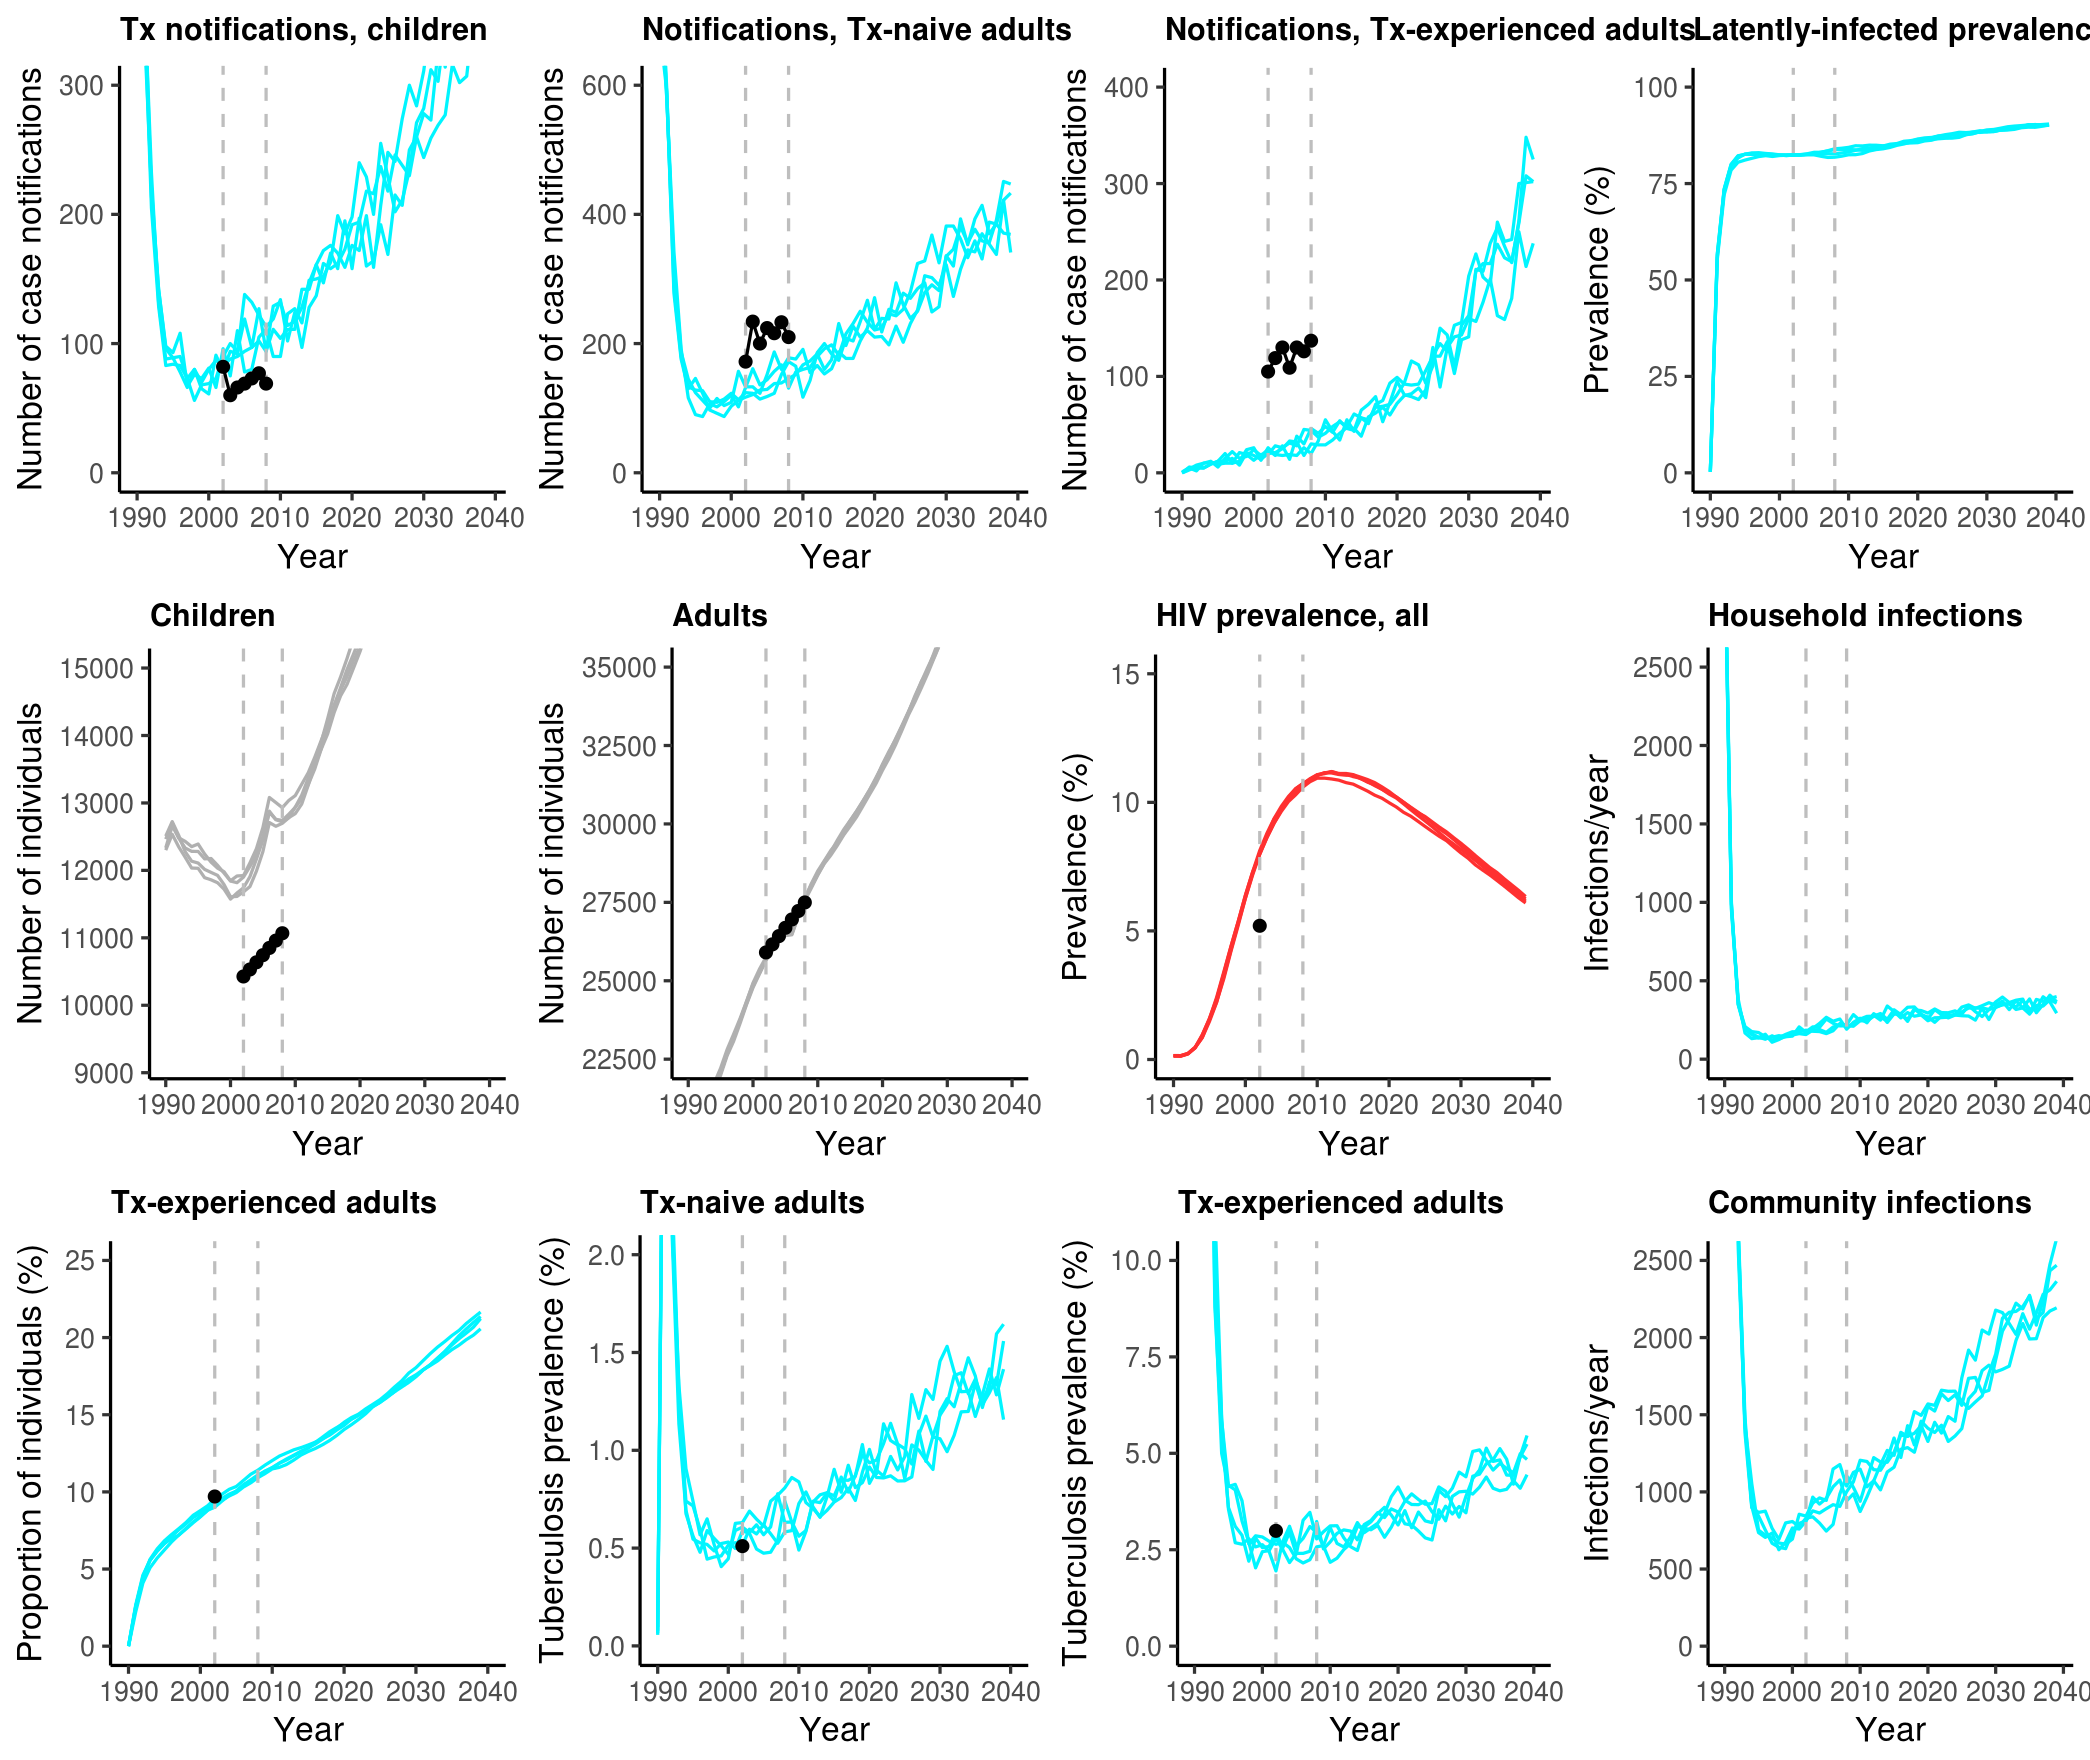 Tx notifications, children
Number of case notifications
300
200
100
0
1990 2000 2010 2020 2030 2040
Year
Notifications, Tx-naive adults
Number of case notifications
600
400
200
0
1990 2000 2010 2020 2030 2040
Year
Notifications, Tx-experienced adults
Number of case notifications
400
300
200
100
0
1990 2000 2010 2020 2030 2040
Year
Latently-infected prevalenc
Prevalence (%)
100
75
50
25
0
1990 2000 2010 2020 2030 2040
Year
Children
Number of individuals
15000
14000
13000
12000
11000
10000
9000
1990 2000 2010 2020 2030 2040
Year
Adults
Number of individuals
35000
32500
30000
27500
25000
22500
1990 2000 2010 2020 2030 2040
Year
HIV prevalence, all
Prevalence (%)
15
10
5
0
1990 2000 2010 2020 2030 2040
Year
Household infections
Infections/year
2500
2000
1500
1000
500
0
1990 2000 2010 2020 2030 2040
Year
Tx-experienced adults
Proportion of individuals (%)
25
20
15
10
5
0
1990 2000 2010 2020 2030 2040
Year
Tx-naive adults
Tuberculosis prevalence (%)
2.0
1.5
1.0
0.5
0.0
1990 2000 2010 2020 2030 2040
Year
Tx-experienced adults
Tuberculosis prevalence (%)
10.0
7.5
5.0
2.5
0.0
1990 2000 2010 2020 2030 2040
Year
Community infections
Infections/year
2500
2000
1500
1000
500
0
1990 2000 2010 2020 2030 2040
Year